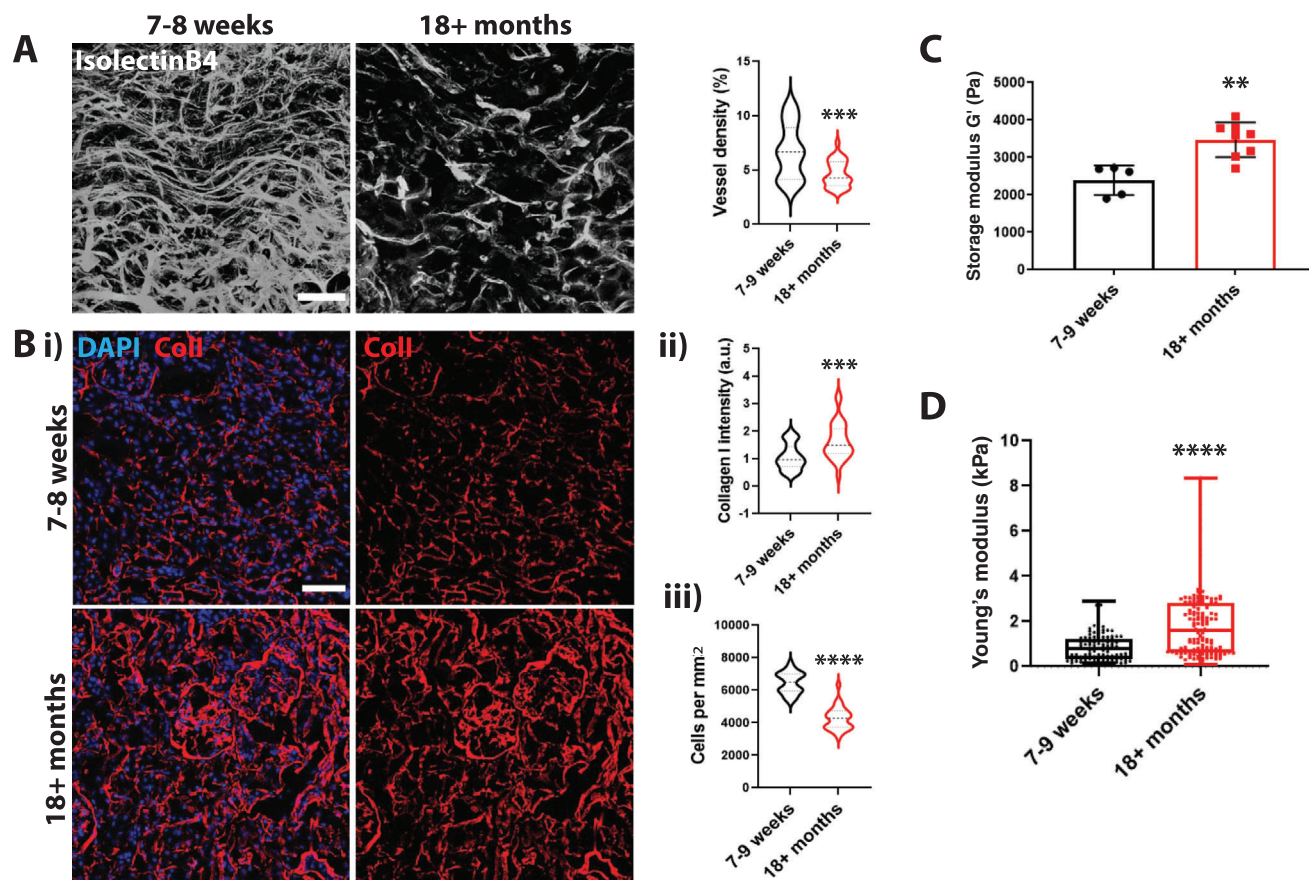 A
7-8 weeks
18+ months
IsolectinB4
Vessel density (%)
15
10
5
0
***
7-9 weeks
18+ months
B i)
DAPI ColI
ColI
7-8 weeks
18+ months
ii)
Collagen I intensity (a.u.)
5
4
3
2
1
0
-1
***
7-9 weeks
18+ months
iii)
Cells per mm2
10000
8000
6000
4000
2000
0
****
7-9 weeks
18+ months
C
Storage modulus G' (Pa)
5000
4000
3000
2000
1000
0
**
7-9 weeks
18+ months
D
Young's modulus (kPa)
10
8
6
4
2
0
****
7-9 weeks
18+ months